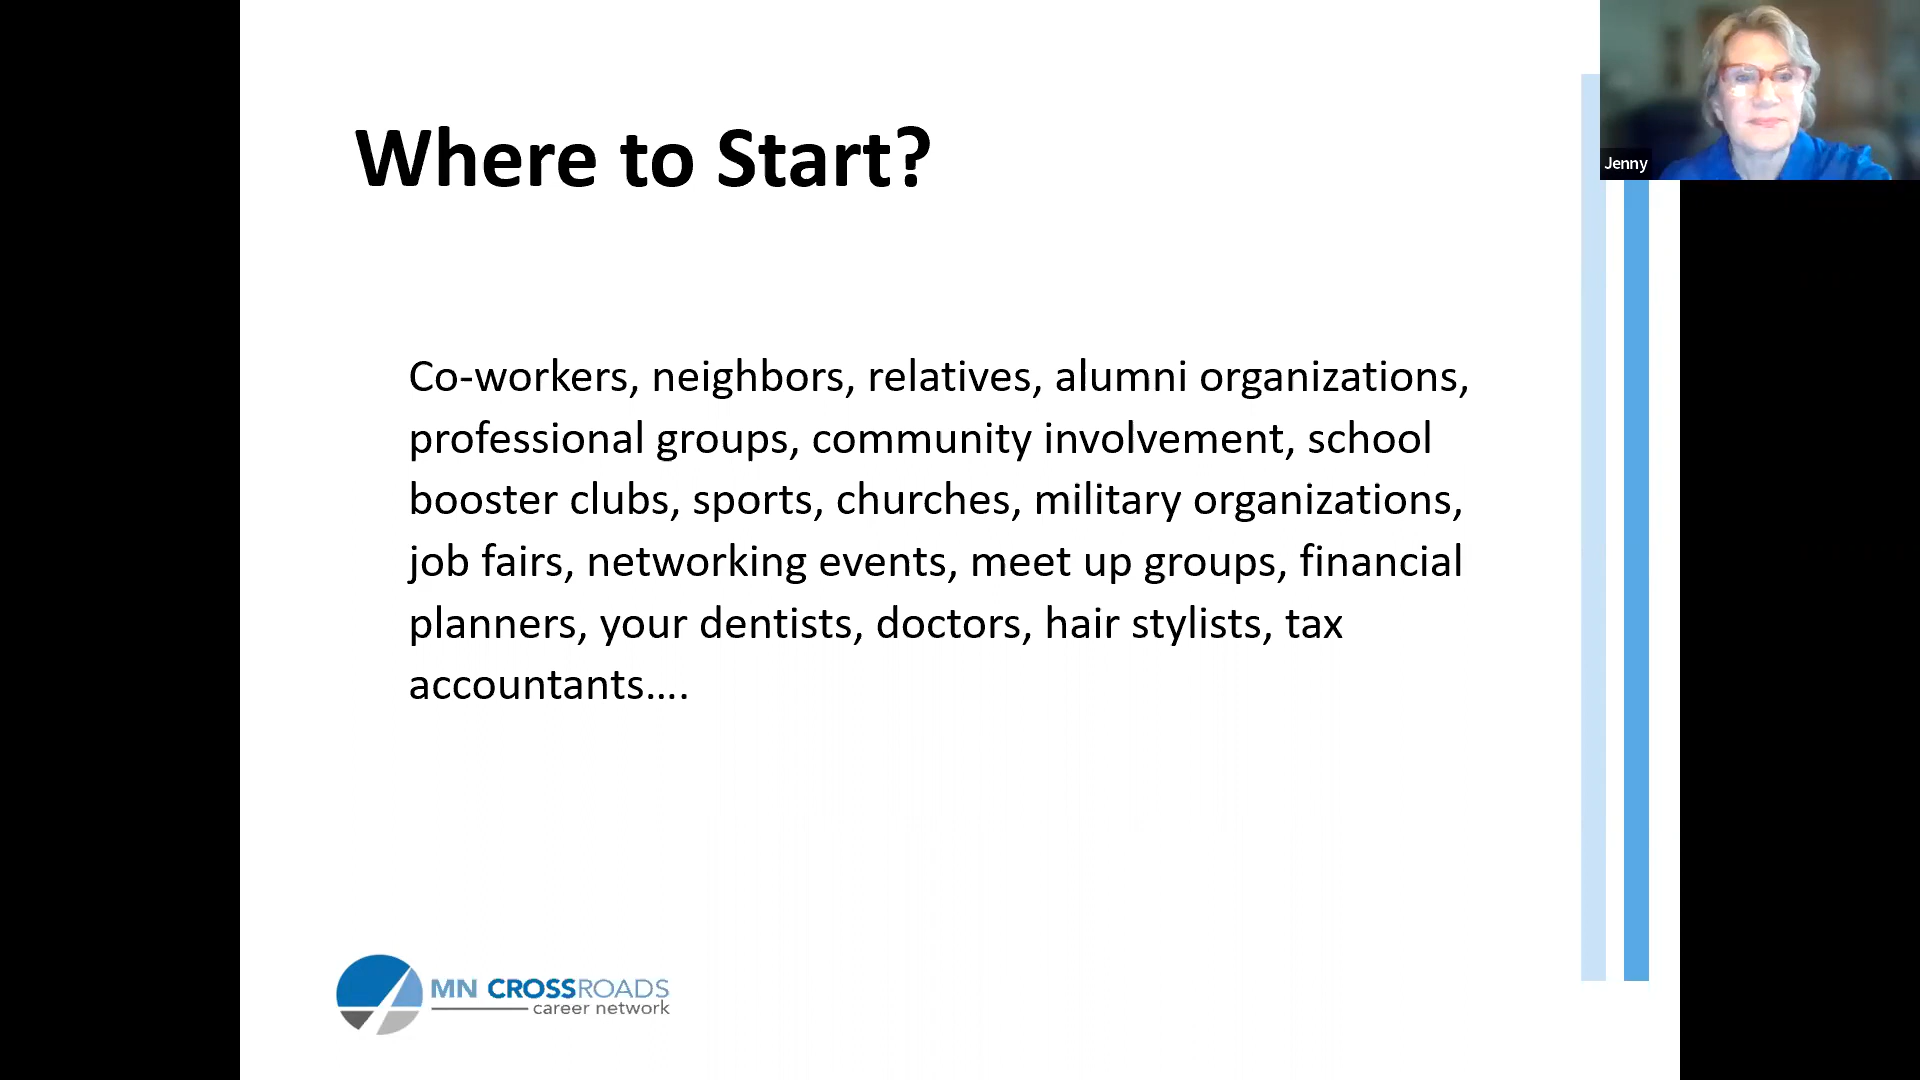 Where to Start?
Jenny
Co-workers, neighbors, relatives, alumni organizations,
professional groups, community involvement, school
booster clubs, sports, churches, military organizations,
job fairs, networking events, meet up groups, financial
planners, your dentists, doctors, hair stylists, tax
accountants….
MN CROSSROADS
career network